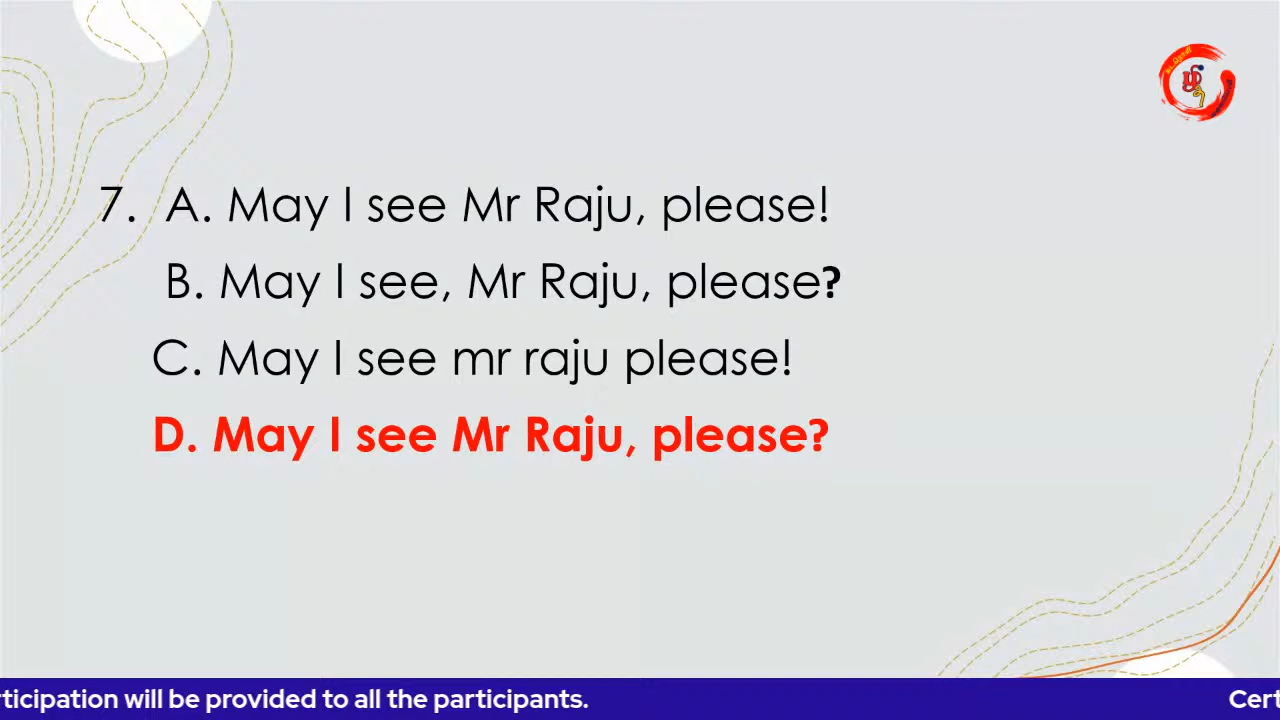 7. A. May I see Mr Raju, please!
B. May I see, Mr Raju, please?
C. May I see mr raju please!
D. May I see Mr Raju, please?
rticipation will be provided to all the participants.
Cert